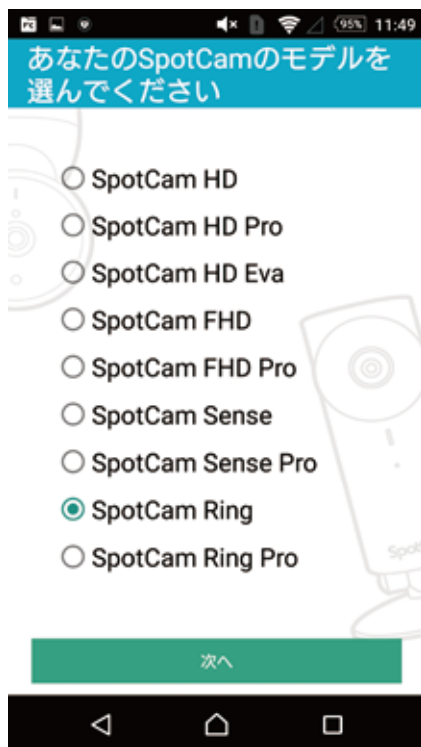 95% 11:49
あなたのSpotCamのモデルを
選んでください
SpotCam HD
SpotCam HD Pro
SpotCam HD Eva
SpotCam FHD
SpotCam FHD Pro
SpotCam Sense
SpotCam Sense Pro
SpotCam Ring
SpotCam Ring Pro
Spot
次へ